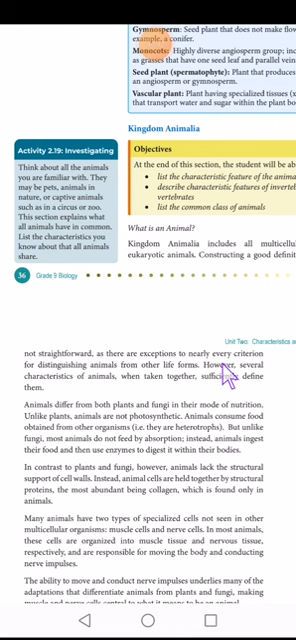 Gymnosperm: Seed plant that does not make
example, a conifer.
Monocots: Highly diverse angiosperm group;
as grasses that have one seed leaf and parallel
Seed plant (spermatophyte): Plant that produces
an angiosperm or gymnosperm.
Vascular plant: Plant having specialized tissues
that transport water and sugar within the plant
Kingdom Animalia
Activity 2.19: Investigating
Think about all the animals
you are familiar with. They
may be pets, animals in
nature, or captive animals
such as in a circus or zoo.
This section explains what
all animals have in common.
List the characteristics you
know about that all animals
share.
Objectives
At the end of this section, the student will be
• list the characteristic feature of the
• describe characteristic features of
vertebrates
• list the common class of animals
What is an Animal?
Kingdom Animalia includes all
eukaryotic animals. Constructing a good
36 Grade 9 Biology
Unit Two: Characteristics
not straightforward, as there are exceptions to nearly every criterion
for distinguishing animals from other life forms. However, several
characteristics of animals, when taken together, sufficiently define
them.
Animals differ from both plants and fungi in their mode of nutrition.
Unlike plants, animals are not photosynthetic. Animals consume food
obtained from other organisms (i.e. they are heterotrophs). But unlike
fungi, most animals do not feed by absorption; instead, animals ingest
their food and then use enzymes to digest it within their bodies.
In contrast to plants and fungi, however, animals lack the structural
support of cell walls. Instead, animal cells are held together by structural
proteins, the most abundant being collagen, which is found only in
animals.
Many animals have two types of specialized cells not seen in other
multicellular organisms: muscle cells and nerve cells. In most animals,
these cells are organized into muscle tissue and nervous tissue,
respectively, and are responsible for moving the body and conducting
nerve impulses.
The ability to move and conduct nerve impulses underlies many of the
adaptations that differentiate animals from plants and fungi, making
muscle and nerve cells central to what it means to be an animal.